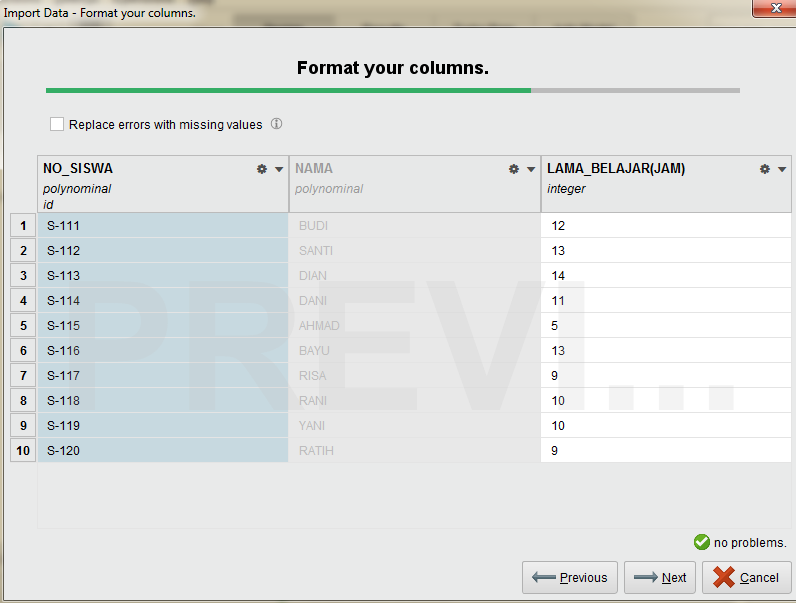 Import Data - Format your columns.
Format your columns.
Replace errors with missing values
NO_SISWA NAMA LAMA_BELAJAR(JAM)
polynominal polynominal integer
id
1 S-111 BUDI 12
2 S-112 SANTI 13
3 S-113 DIAN 14
4 S-114 DANI 11
5 S-115 AHMAD 5
6 S-116 BAYU 13
7 S-117 RISA 9
8 S-118 RANI 10
9 S-119 YANI 10
10 S-120 RATIH 9
PREVI...
no problems.
Previous Next Cancel